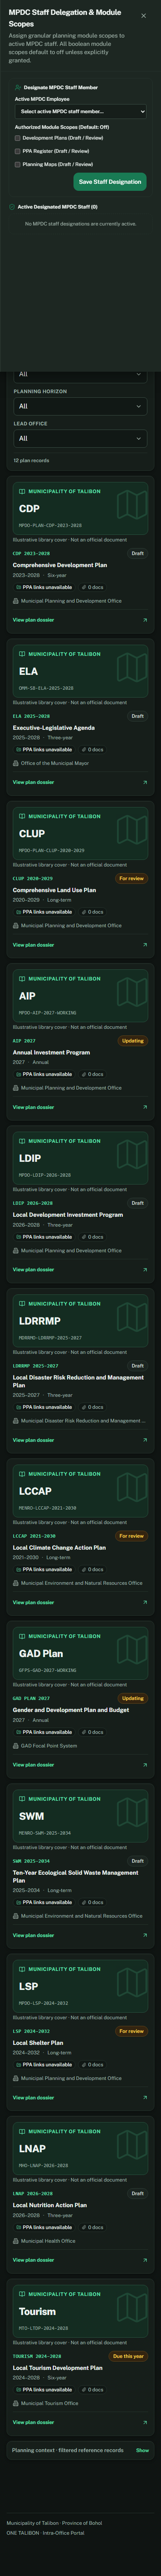 MPDC Staff Delegation & Module
Scopes
Assign granular planning module scopes to
active MPDC staff. All boolean module
scopes default to off unless explicitly
granted.
Designate MPDC Staff Member
Active MPDC Employee
Select active MPDC staff member...
Authorized Module Scopes (Default: Off)
Development Plans (Draft / Review)
PPA Register (Draft / Review)
Planning Maps (Draft / Review)
Save Staff Designation
Active Designated MPDC Staff (0)
No MPDC staff designations are currently active.
All
PLANNING HORIZON
All
LEAD OFFICE
All
12 plan records
MUNICIPALITY OF TALIBON
CDP
MPDO-PLAN-CDP-2023-2028
Illustrative library cover · Not an official document
CDP 2023-2028
Draft
Comprehensive Development Plan
2023–2028 · Six-year
PPA links unavailable
0 docs
Municipal Planning and Development Office
View plan dossier
MUNICIPALITY OF TALIBON
ELA
OMM-SB-ELA-2025-2028
Illustrative library cover · Not an official document
ELA 2025-2028
Draft
Executive-Legislative Agenda
2025–2028 · Three-year
PPA links unavailable
0 docs
Office of the Municipal Mayor
View plan dossier
MUNICIPALITY OF TALIBON
CLUP
MPDO-PLAN-CLUP-2020-2029
Illustrative library cover · Not an official document
CLUP 2020-2029
For review
Comprehensive Land Use Plan
2020–2029 · Long-term
PPA links unavailable
0 docs
Municipal Planning and Development Office
View plan dossier
MUNICIPALITY OF TALIBON
AIP
MPDO-AIP-2027-WORKING
Illustrative library cover · Not an official document
AIP 2027
Updating
Annual Investment Program
2027 · Annual
PPA links unavailable
0 docs
Municipal Planning and Development Office
View plan dossier
MUNICIPALITY OF TALIBON
LDIP
MPDO-LDIP-2026-2028
Illustrative library cover · Not an official document
LDIP 2026-2028
Draft
Local Development Investment Program
2026–2028 · Three-year
PPA links unavailable
0 docs
Municipal Planning and Development Office
View plan dossier
MUNICIPALITY OF TALIBON
LDRRMP
MDRRMO-LDRRMP-2025-2027
Illustrative library cover · Not an official document
LDRRMP 2025-2027
Draft
Local Disaster Risk Reduction and Management
Plan
2025–2027 · Three-year
PPA links unavailable
0 docs
Municipal Disaster Risk Reduction and Management ...
View plan dossier
MUNICIPALITY OF TALIBON
LCCAP
MENRO-LCCAP-2021-2030
Illustrative library cover · Not an official document
LCCAP 2021-2030
For review
Local Climate Change Action Plan
2021–2030 · Long-term
PPA links unavailable
0 docs
Municipal Environment and Natural Resources Office
View plan dossier
MUNICIPALITY OF TALIBON
GAD Plan
GFPS-GAD-2027-WORKING
Illustrative library cover · Not an official document
GAD PLAN 2027
Updating
Gender and Development Plan and Budget
2027 · Annual
PPA links unavailable
0 docs
GAD Focal Point System
View plan dossier
MUNICIPALITY OF TALIBON
SWM
MENRO-SWM-2025-2034
Illustrative library cover · Not an official document
SWM 2025-2034
Draft
Ten-Year Ecological Solid Waste Management
Plan
2025–2034 · Long-term
PPA links unavailable
0 docs
Municipal Environment and Natural Resources Office
View plan dossier
MUNICIPALITY OF TALIBON
LSP
MPDO-LSP-2024-2032
Illustrative library cover · Not an official document
LSP 2024-2032
For review
Local Shelter Plan
2024–2032 · Long-term
PPA links unavailable
0 docs
Municipal Planning and Development Office
View plan dossier
MUNICIPALITY OF TALIBON
LNAP
MHO-LNAP-2026-2028
Illustrative library cover · Not an official document
LNAP 2026-2028
Draft
Local Nutrition Action Plan
2026–2028 · Three-year
PPA links unavailable
0 docs
Municipal Health Office
View plan dossier
MUNICIPALITY OF TALIBON
Tourism
MTO-LTDP-2024-2028
Illustrative library cover · Not an official document
TOURISM 2024-2028
Due this year
Local Tourism Development Plan
2024–2028 · Six-year
PPA links unavailable
0 docs
Municipal Tourism Office
View plan dossier
Planning context · filtered reference records
Show
Municipality of Talibon · Province of Bohol
ONE TALIBON · Intra-Office Portal